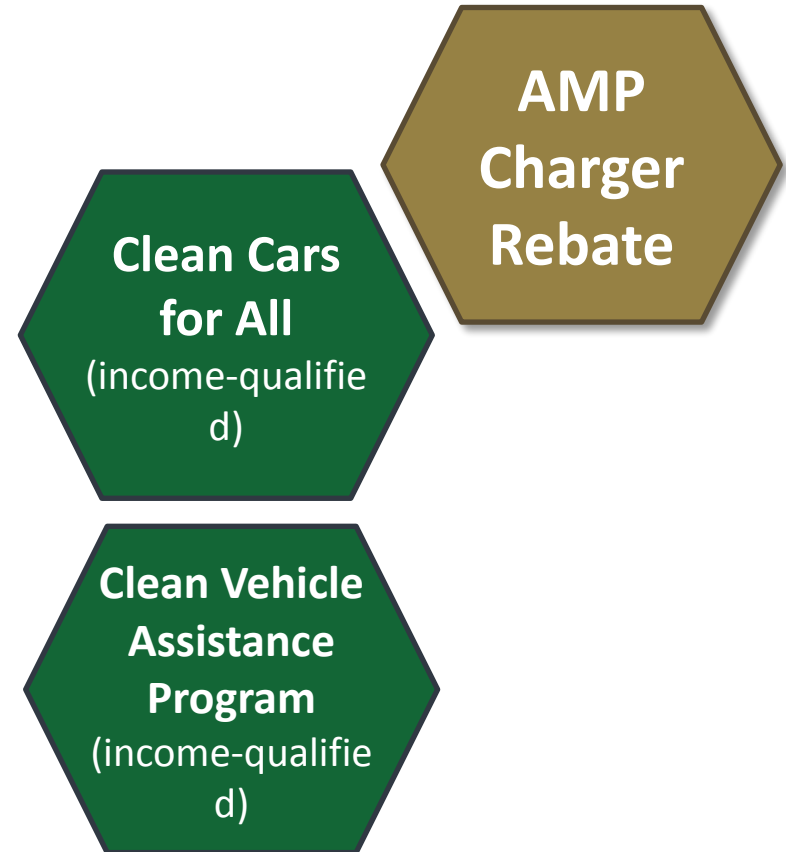 AMP
Charger
Rebate
Clean Cars
for All
(income-qualifie
d)
Clean Vehicle
Assistance
Program
(income-qualifie
d)